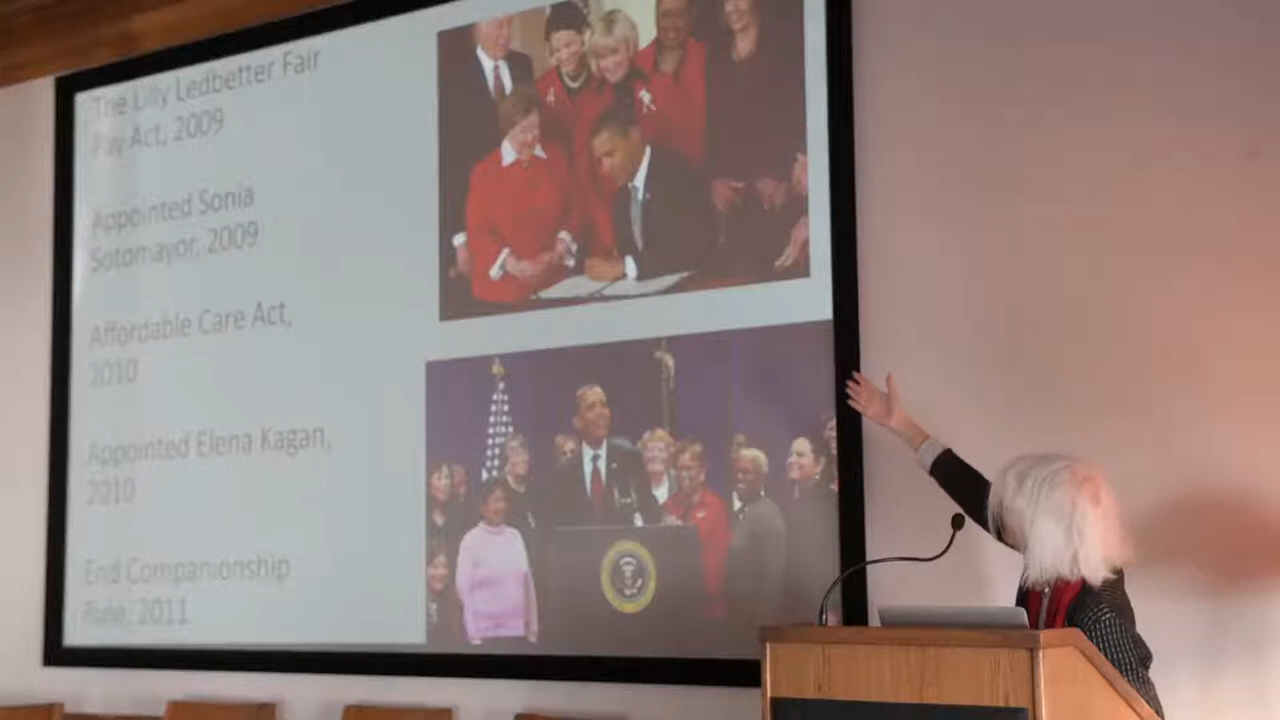 The Lilly Ledbetter Fair
Pay Act, 2009
Appointed Sonia
Sotomayor, 2009
Affordable Care Act,
2010
Appointed Elena Kagan,
2010
End Companionship
Rule, 2011